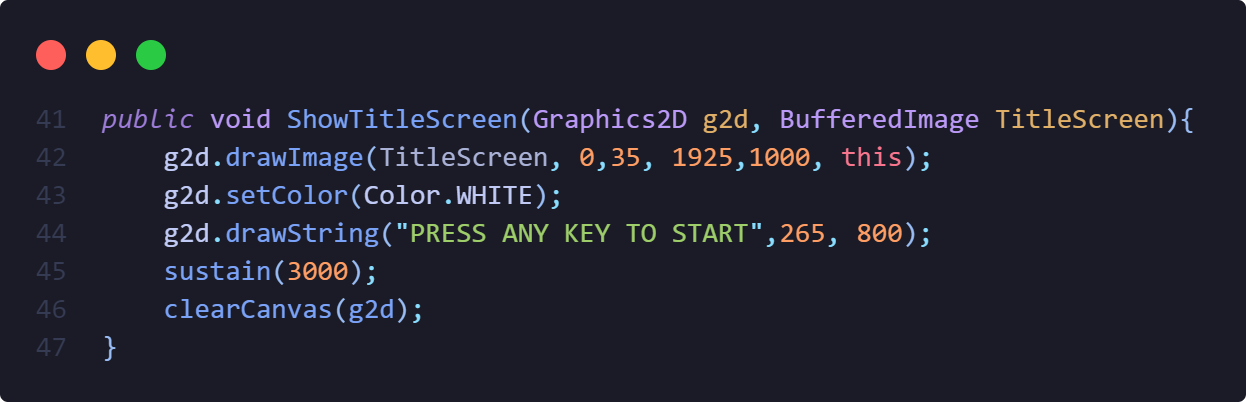 41 public void ShowTitleScreen(Graphics2D g2d, BufferedImage TitleScreen){
42     g2d.drawImage(TitleScreen, 0,35, 1925,1000, this);
43     g2d.setColor(Color.WHITE);
44     g2d.drawString("PRESS ANY KEY TO START",265, 800);
45     sustain(3000);
46     clearCanvas(g2d);
47 }